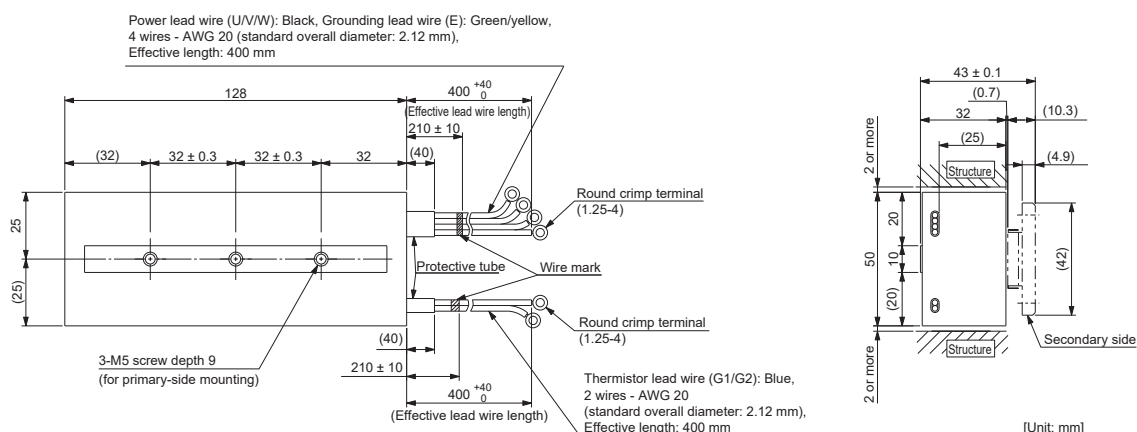 Power lead wire (U/V/W): Black, Grounding lead wire (E): Green/yellow,
4 wires - AWG 20 (standard overall diameter: 2.12 mm),
Effective length: 400 mm
128
400 +40 0
(Effective lead wire length)
210 ± 10
(32)
32 ± 0.3
32 ± 0.3
32
(40)
25
(25)
Round crimp terminal
(1.25-4)
Protective tube
Wire mark
3-M5 screw depth 9
(for primary-side mounting)
(40)
210 ± 10
400 +40 0
(Effective lead wire length)
Round crimp terminal
(1.25-4)
Thermistor lead wire (G1/G2): Blue,
2 wires - AWG 20
(standard overall diameter: 2.12 mm),
Effective length: 400 mm
43 ± 0.1
(0.7)
32
(10.3)
(25)
(4.9)
2 or more
Structure
50
20
10
(20)
(42)
Secondary side
Structure
2 or more
[Unit: mm]